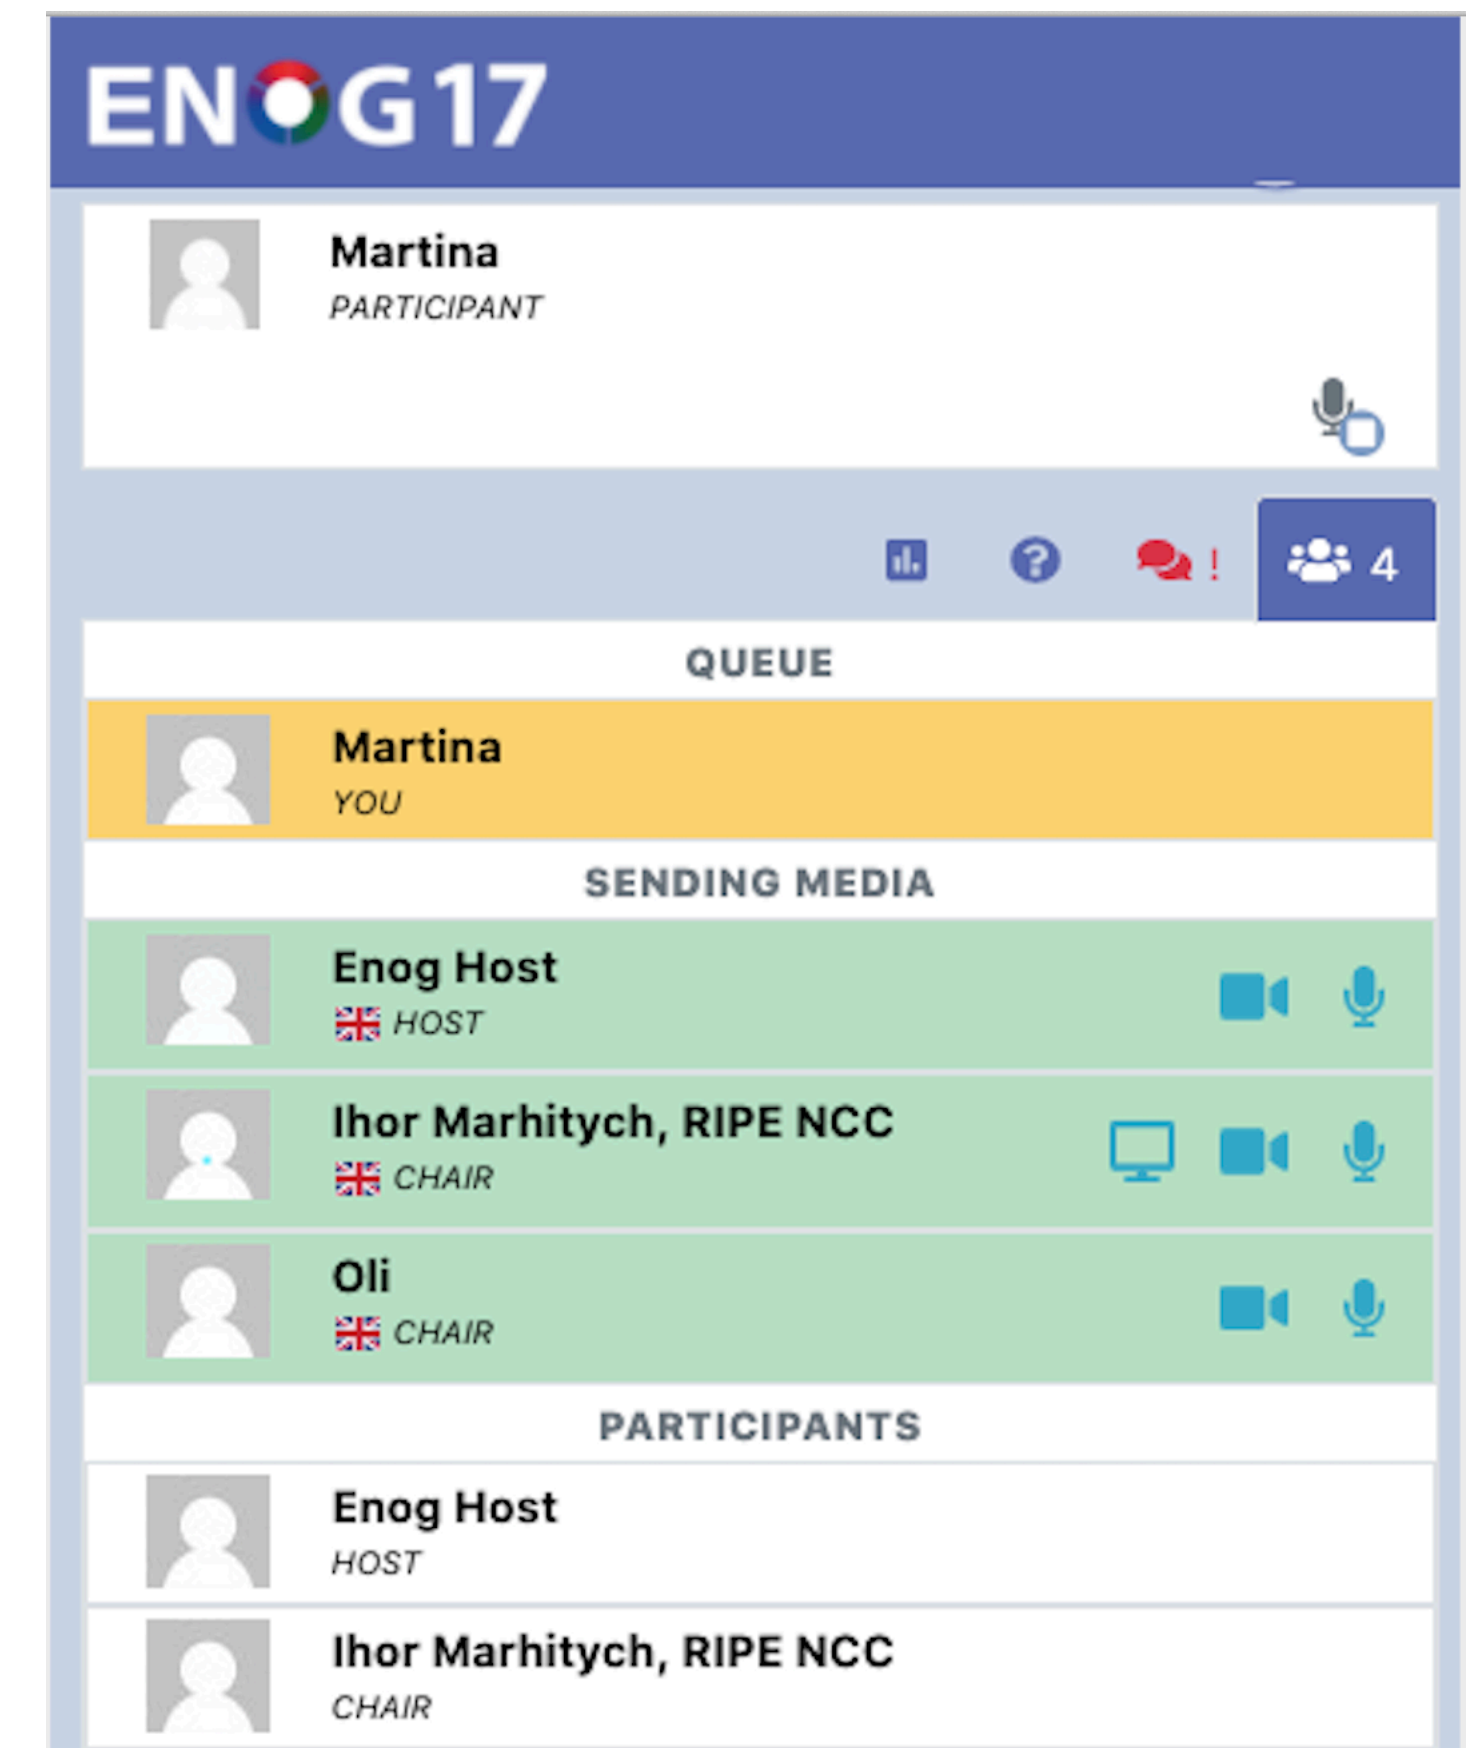 ENOG17
Martina
PARTICIPANT
? ! 4
QUEUE
Martina
YOU
SENDING MEDIA
Enog Host
HOST
Ihor Marhitych, RIPE NCC
CHAIR
Oli
CHAIR
PARTICIPANTS
Enog Host
HOST
Ihor Marhitych, RIPE NCC
CHAIR